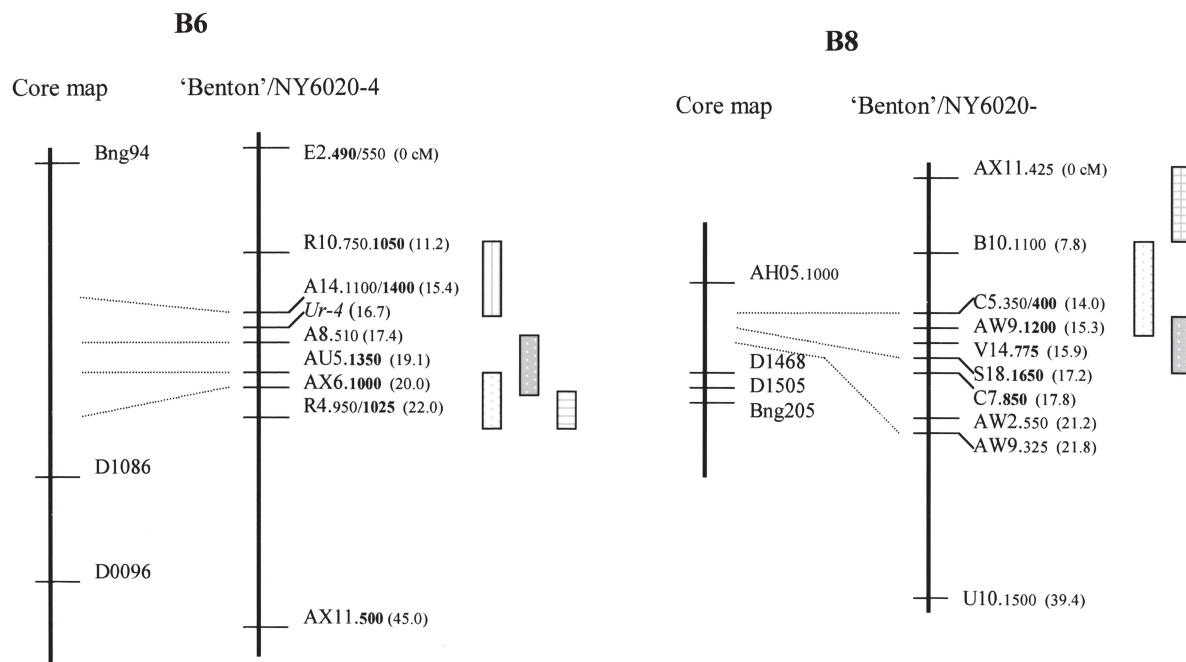 B6
Core map
'Benton'/NY6020-4
Bng94
D1086
D0096
E2.490/550 (0 cM)
R10.750.1050 (11.2)
A14.1100/1400 (15.4)
Ur-4 (16.7)
A8.510 (17.4)
AU5.1350 (19.1)
AX6.1000 (20.0)
R4.950/1025 (22.0)
AX11.500 (45.0)
B8
Core map
'Benton'/NY6020-
AH05.1000
D1468
D1505
Bng205
AX11.425 (0 cM)
B10.1100 (7.8)
C5.350/400 (14.0)
AW9.1200 (15.3)
V14.775 (15.9)
S18.1650 (17.2)
C7.850 (17.8)
AW2.550 (21.2)
AW9.325 (21.8)
U10.1500 (39.4)